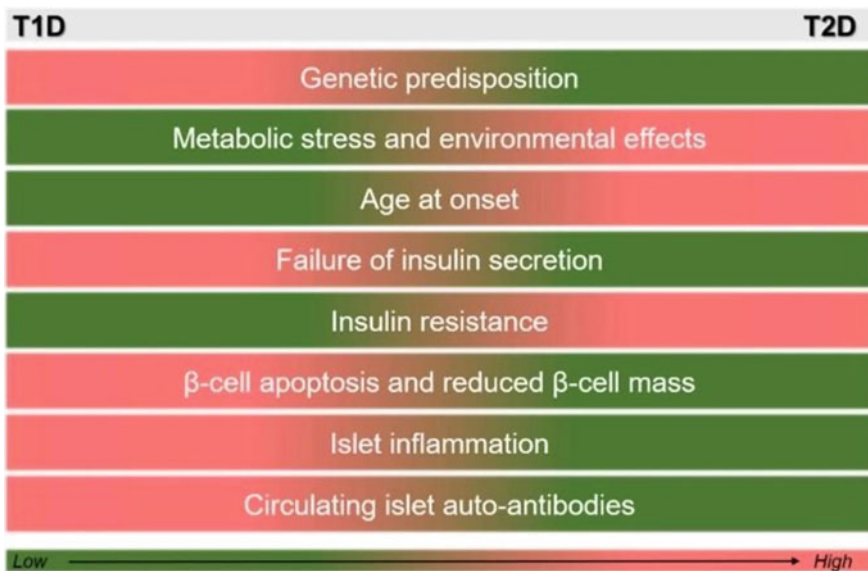 T1D T2D
Genetic predisposition
Metabolic stress and environmental effects
Age at onset
Failure of insulin secretion
Insulin resistance
β-cell apoptosis and reduced β-cell mass
Islet inflammation
Circulating islet auto-antibodies
Low High